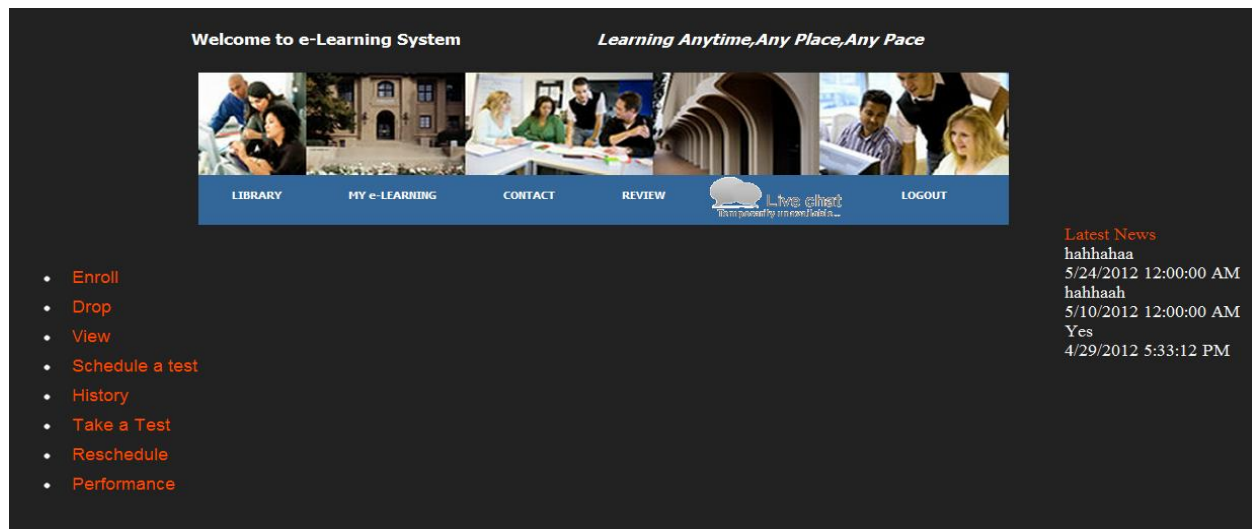 Welcome to e-Learning System
Learning Anytime,Any Place,Any Pace
LIBRARY
MY e-LEARNING
CONTACT
REVIEW
Live chat
Temporarily unavailable...
LOGOUT
Enroll
Drop
View
Schedule a test
History
Take a Test
Reschedule
Performance
Latest News
hahhahaa
5/24/2012 12:00:00 AM
hahhaah
5/10/2012 12:00:00 AM
Yes
4/29/2012 5:33:12 PM